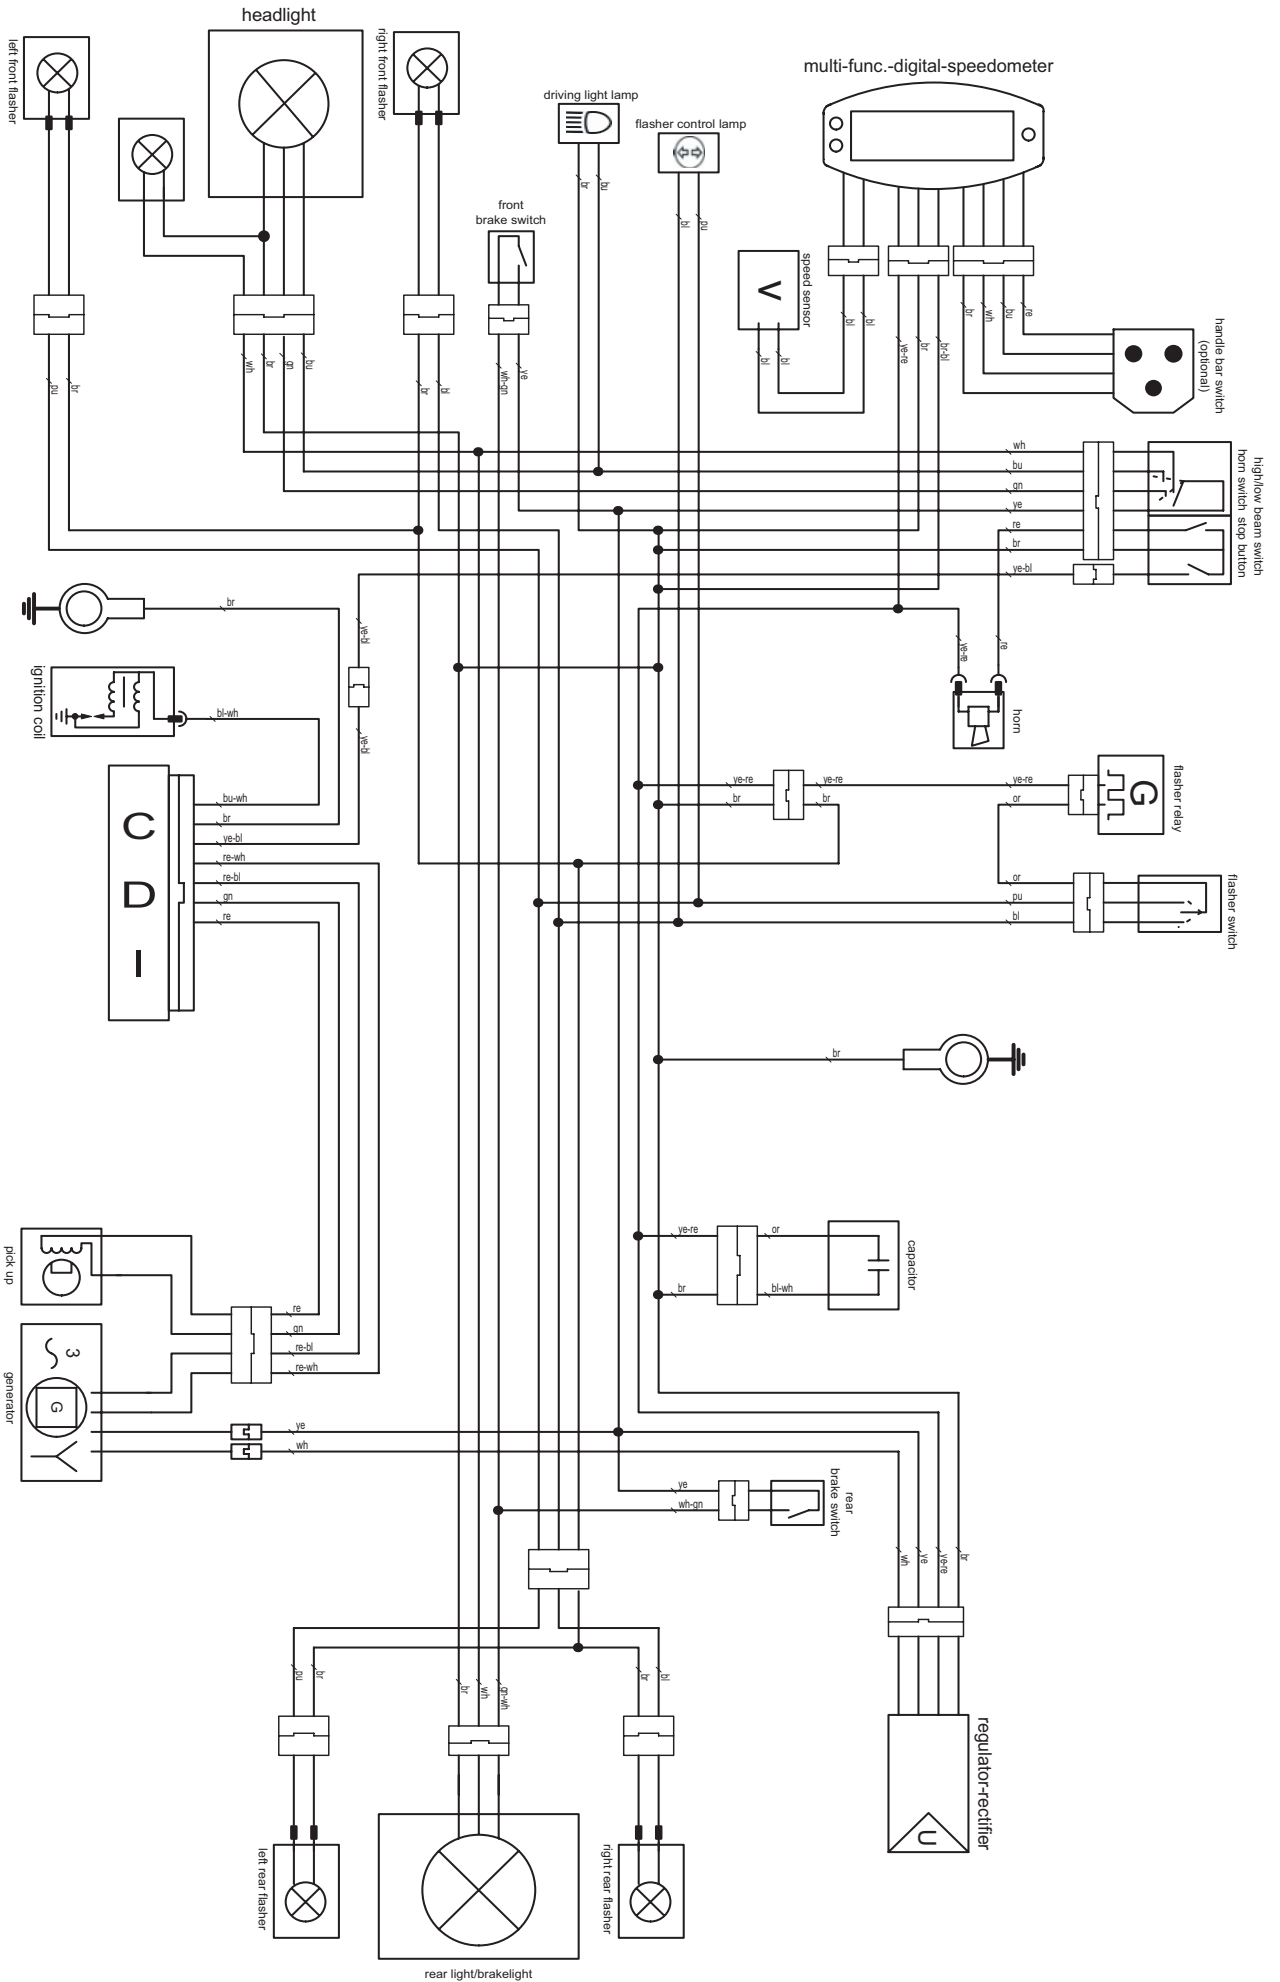 headlight
left front flasher
right front flasher
driving light lamp
flasher control lamp
multi-func.-digital-speedometer
front
brake switch
br
bu
bl
pu
V
speed sensor
bl
bl
bl
bl
ye-re
br
br-bl
br
wh
bu
re
handle bar switch
(optional)
pu
br
wh
br
gn
bu
br
bl
wh-gn
ye
wh
bu
gn
ye
re
br
ye-bl
high/low beam switch
horn switch stop button
br
ye-bl
ye-re
re
horn
ignition coil
bl-wh
ye-bl
C
D
I
bu-wh
br
ye-bl
re-wh
re-bl
gn
re
ye-re
br
ye-re
br
ye-re
or
G
flasher relay
or
pu
bl
flasher switch
br
pick up
re
gn
re-bl
re-wh
ye-re
br
or
bl-wh
capacitor
3
G
generator
ye
wh
ye
wh-gn
rear
brake switch
wh
ye
ye-re
br
pu
br
br
wh
gn-wh
br
bl
U
regulator-rectifier
left rear flasher
right rear flasher
rear light/brakelight